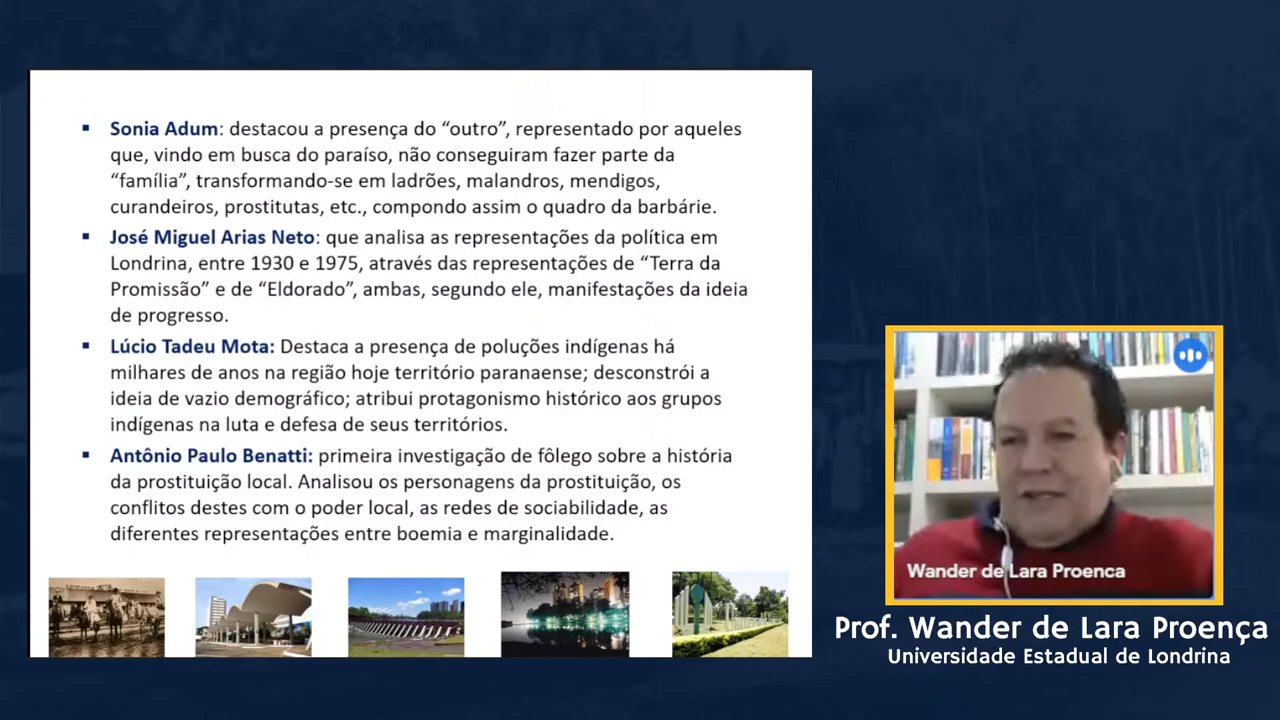 ▪ Sonia Adum: destacou a presença do “outro”, representado por aqueles
que, vindo em busca do paraíso, não conseguiram fazer parte da
“família”, transformando-se em ladrões, malandros, mendigos,
curandeiros, prostitutas, etc., compondo assim o quadro da barbárie.
▪ José Miguel Arias Neto: que analisa as representações da política em
Londrina, entre 1930 e 1975, através das representações de “Terra da
Promissão” e de “Eldorado”, ambas, segundo ele, manifestações da ideia
de progresso.
▪ Lúcio Tadeu Mota: Destaca a presença de poluções indígenas há
milhares de anos na região hoje território paranaense; desconstrói a
ideia de vazio demográfico; atribui protagonismo histórico aos grupos
indígenas na luta e defesa de seus territórios.
▪ Antônio Paulo Benatti: primeira investigação de fôlego sobre a história
da prostituição local. Analisou os personagens da prostituição, os
conflitos destes com o poder local, as redes de sociabilidade, as
diferentes representações entre boemia e marginalidade.
Wander de Lara Proenca
Prof. Wander de Lara Proença
Universidade Estadual de Londrina